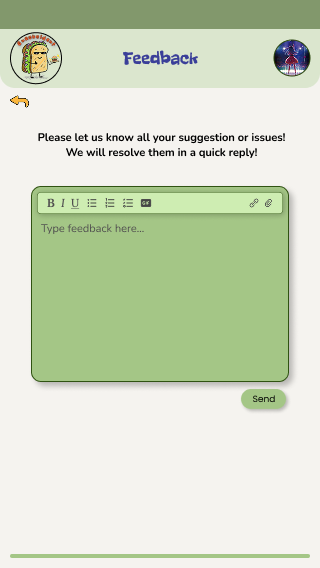 Feedback
Please let us know all your suggestion or issues!
We will resolve them in a quick reply!
B I U GIF
Type feedback here...
Send